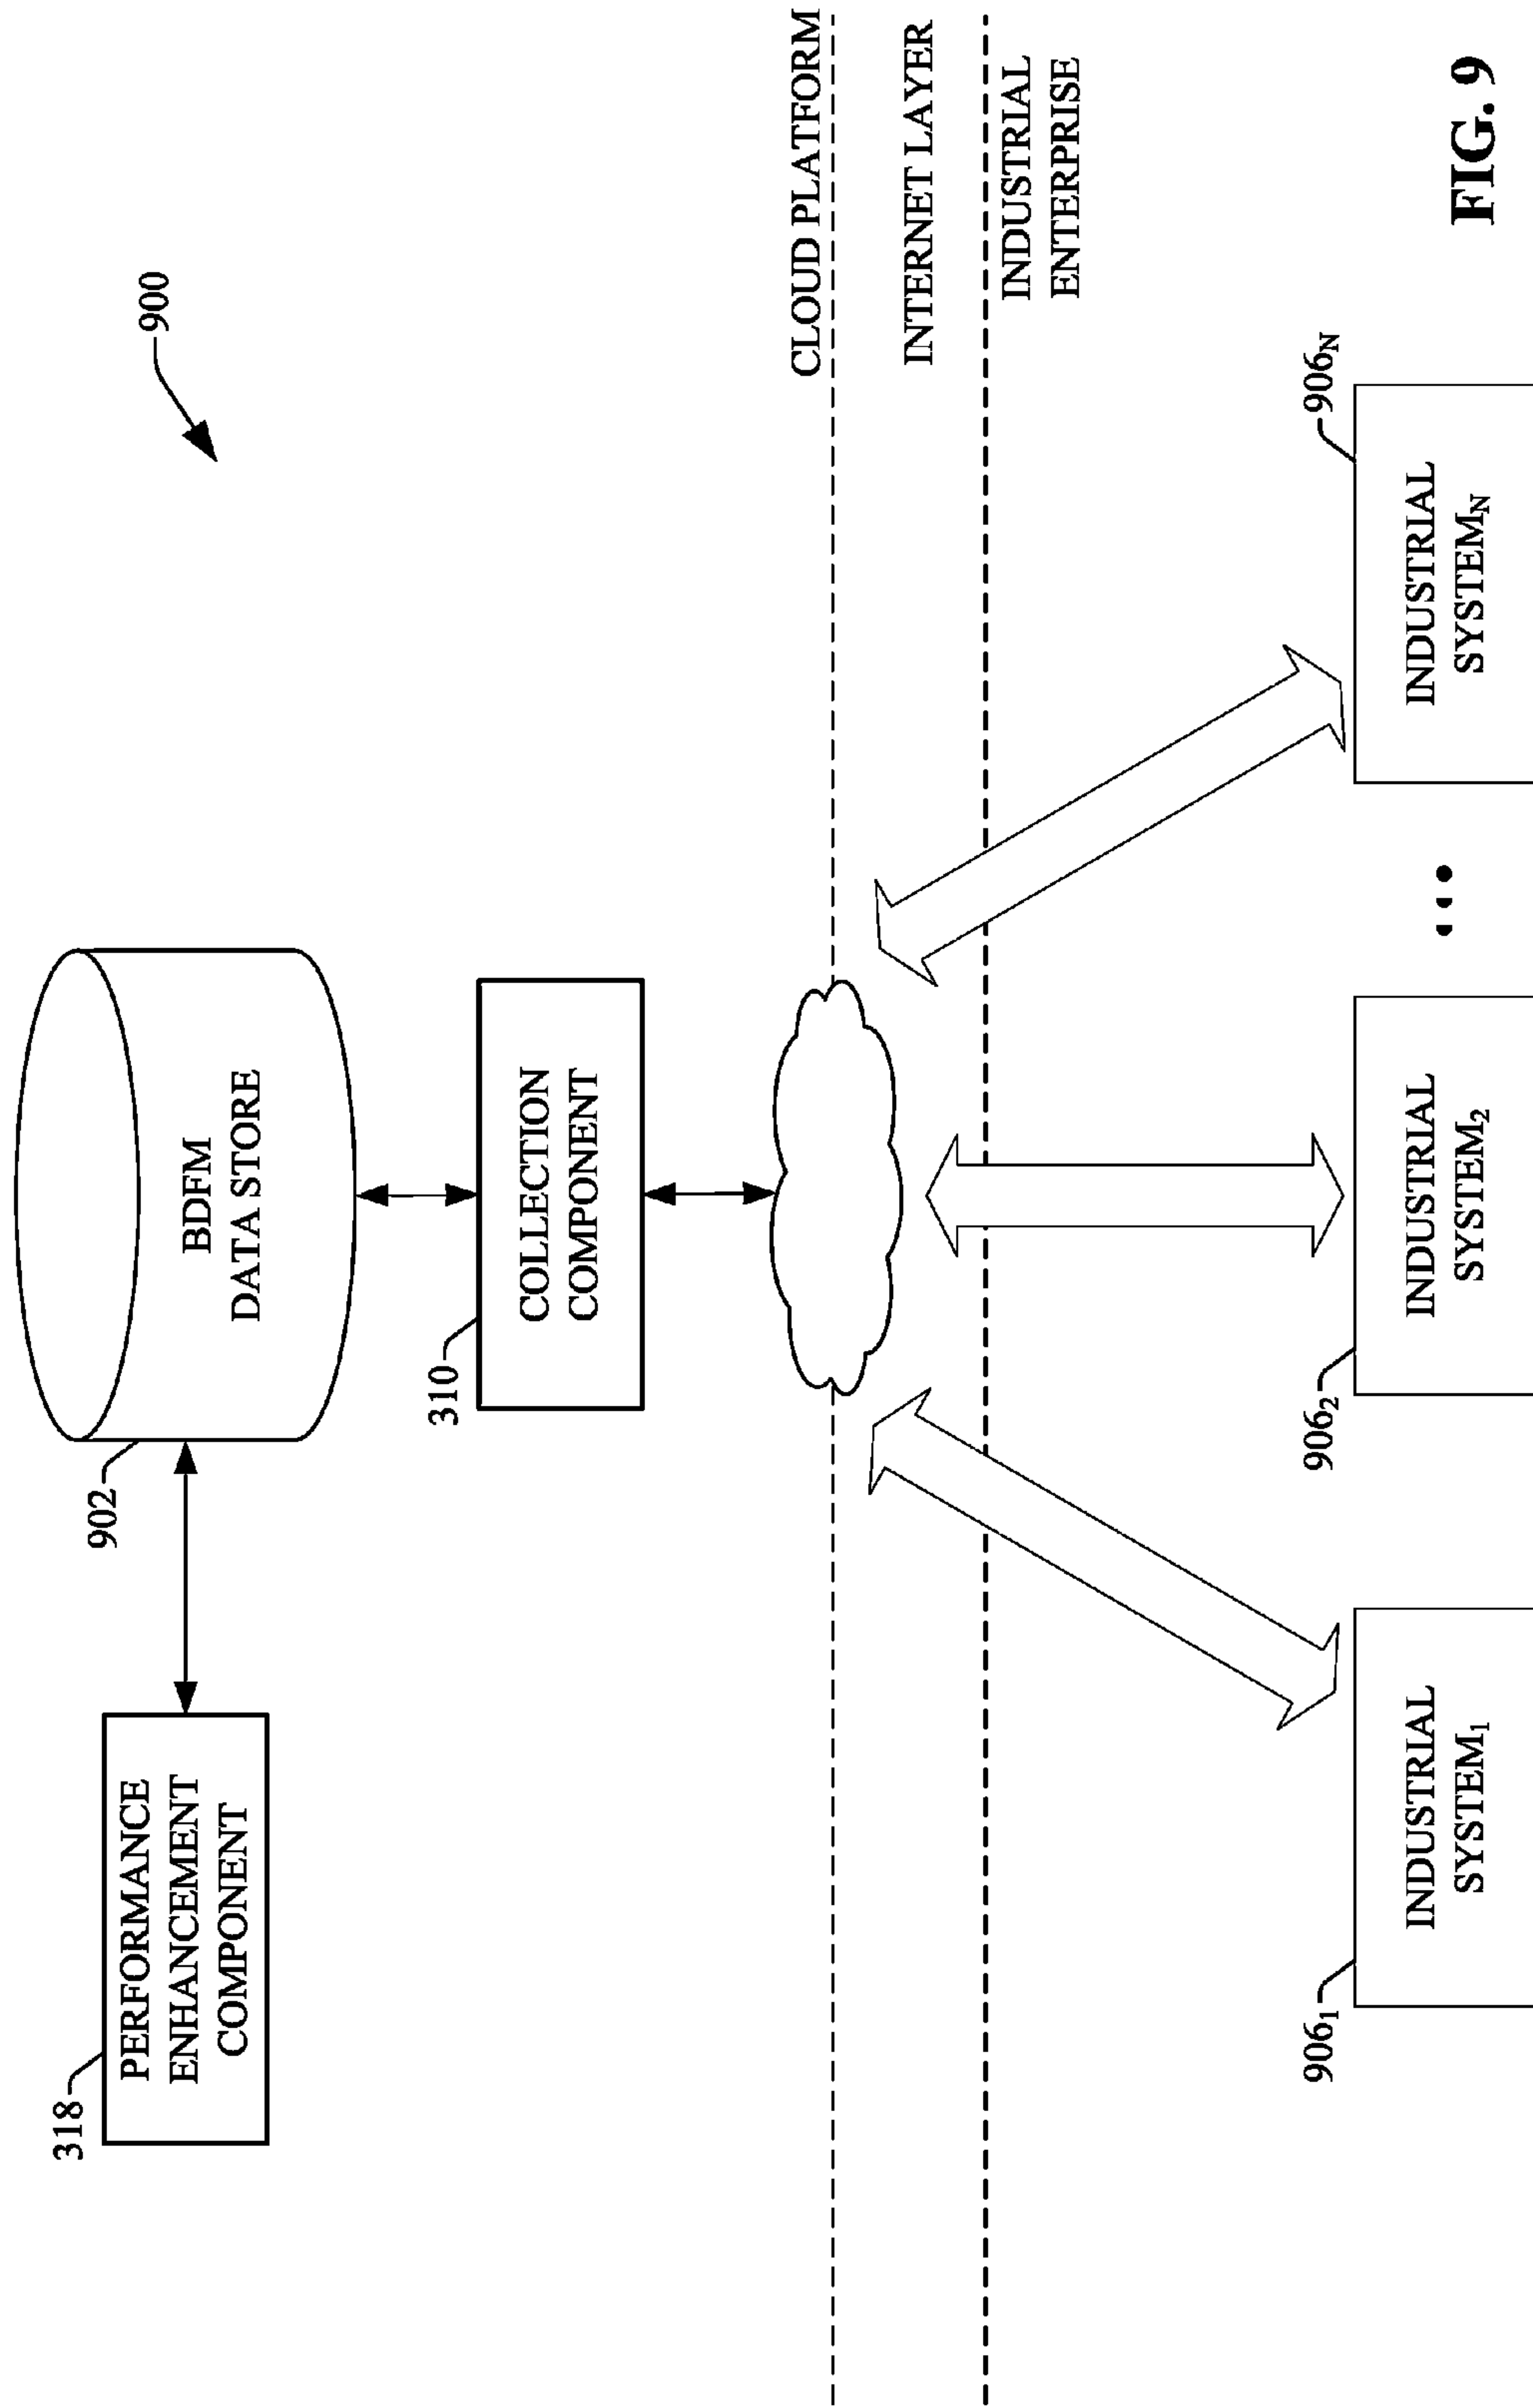 900
318
PERFORMANCE
ENHANCEMENT
COMPONENT
902
BDFM
DATA STORE
310
COLLECTION
COMPONENT
CLOUD PLATFORM
INTERNET LAYER
INDUSTRIAL
ENTERPRISE
906₁
INDUSTRIAL
SYSTEM₁
906₂
INDUSTRIAL
SYSTEM₂
...
906N
INDUSTRIAL
SYSTEMN
FIG. 9